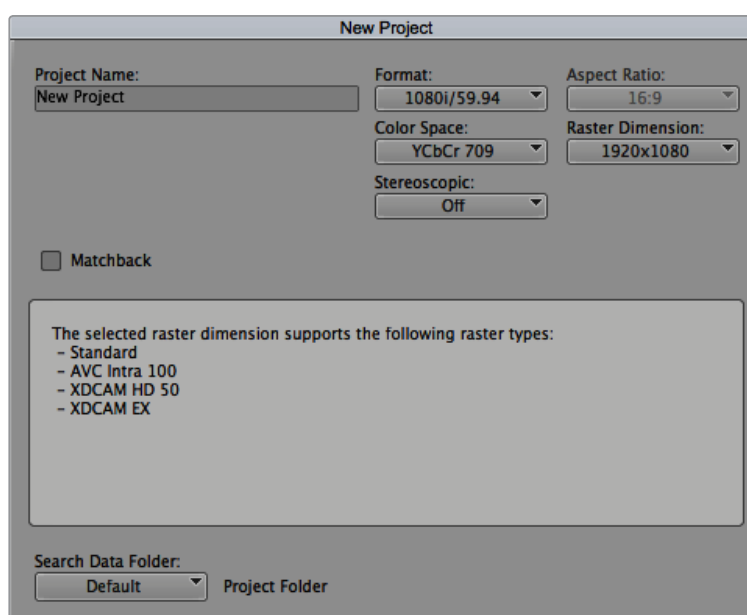 New Project
Project Name:
New Project
Format:
1080i/59.94
Aspect Ratio:
16:9
Color Space:
YCbCr 709
Raster Dimension:
1920x1080
Stereoscopic:
Off
Matchback
The selected raster dimension supports the following raster types:
– Standard
– AVC Intra 100
– XDCAM HD 50
– XDCAM EX
Search Data Folder:
Default
Project Folder